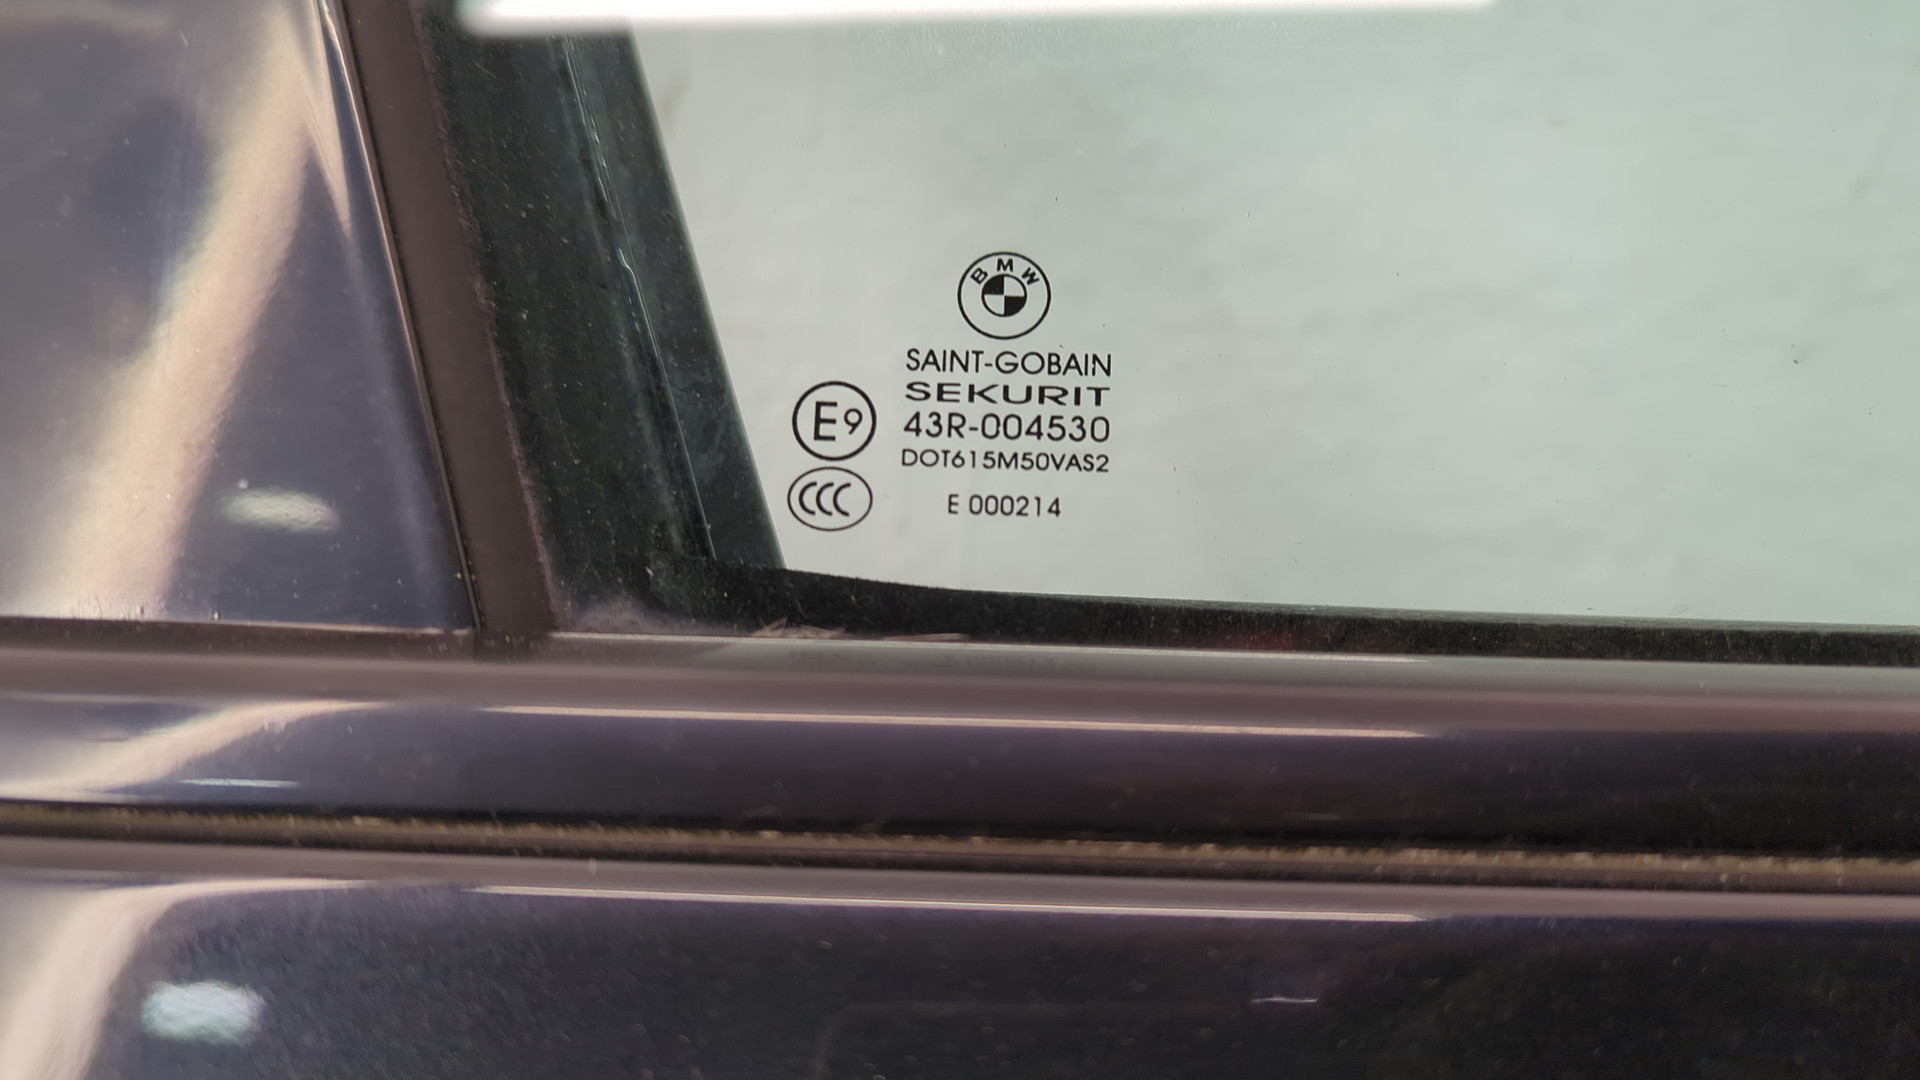 BMW
SAINT-GOBAIN
SEKURIT
E9
43R-004530
DOT615M50VAS2
CCC
E 000214